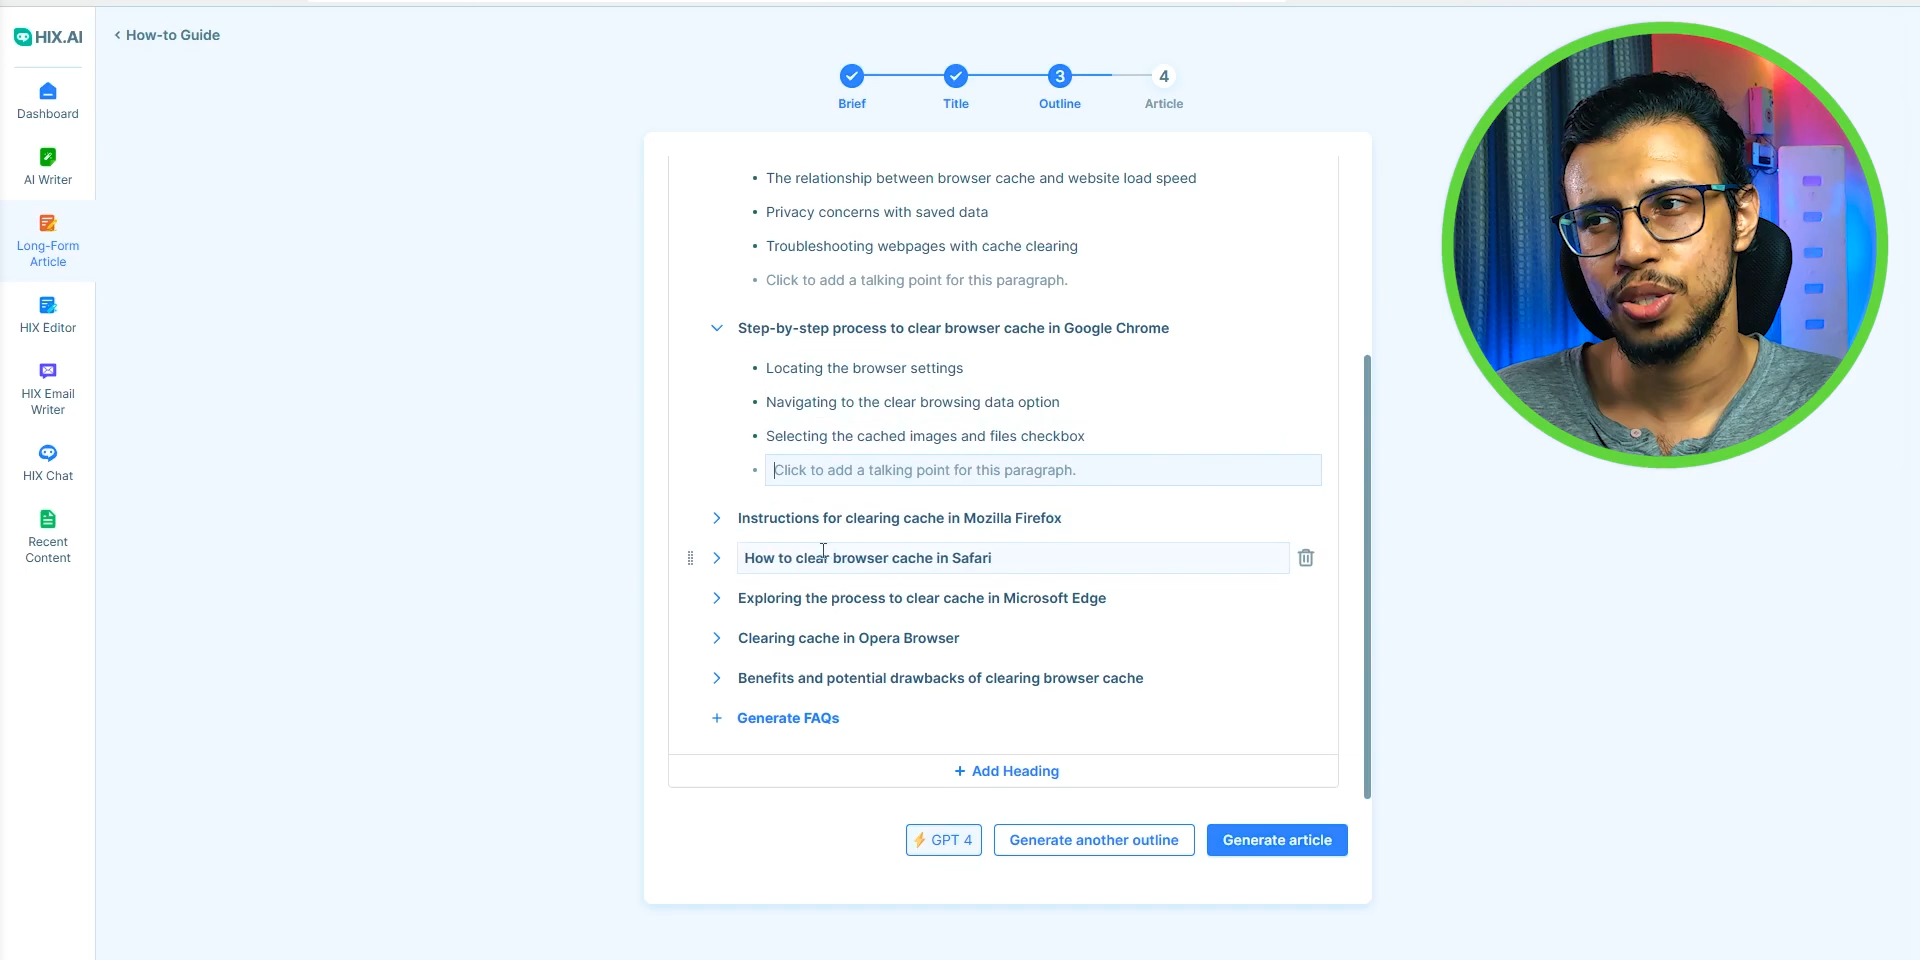 HIX.AI
How-to Guide
3
4
Brief
Title
Outline
Article
Dashboard
AI Writer
Long-Form
Article
HIX Editor
HIX Email
Writer
HIX Chat
Recent
Content
The relationship between browser cache and website load speed
Privacy concerns with saved data
Troubleshooting webpages with cache clearing
Click to add a talking point for this paragraph.
Step-by-step process to clear browser cache in Google Chrome
Locating the browser settings
Navigating to the clear browsing data option
Selecting the cached images and files checkbox
Click to add a talking point for this paragraph.
Instructions for clearing cache in Mozilla Firefox
How to clear browser cache in Safari
Exploring the process to clear cache in Microsoft Edge
Clearing cache in Opera Browser
Benefits and potential drawbacks of clearing browser cache
+ Generate FAQs
+ Add Heading
GPT 4
Generate another outline
Generate article